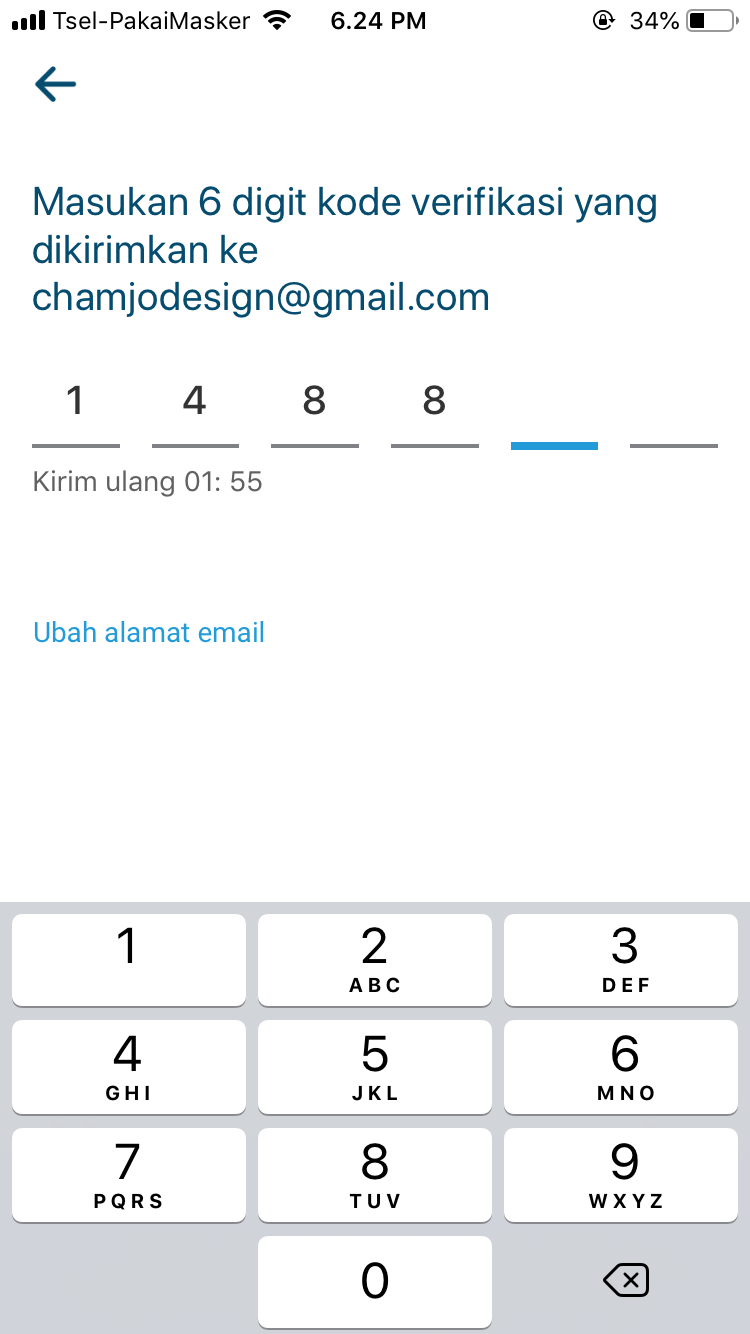 Tsel-PakaiMasker 6.24 PM 34%
Masukan 6 digit kode verifikasi yang
dikirimkan ke
chamjodesign@gmail.com
1 4 8 8
Kirim ulang 01: 55
Ubah alamat email
1 2 3
ABC DEF
4 5 6
GHI JKL MNO
7 8 9
PQRS TUV WXYZ
0